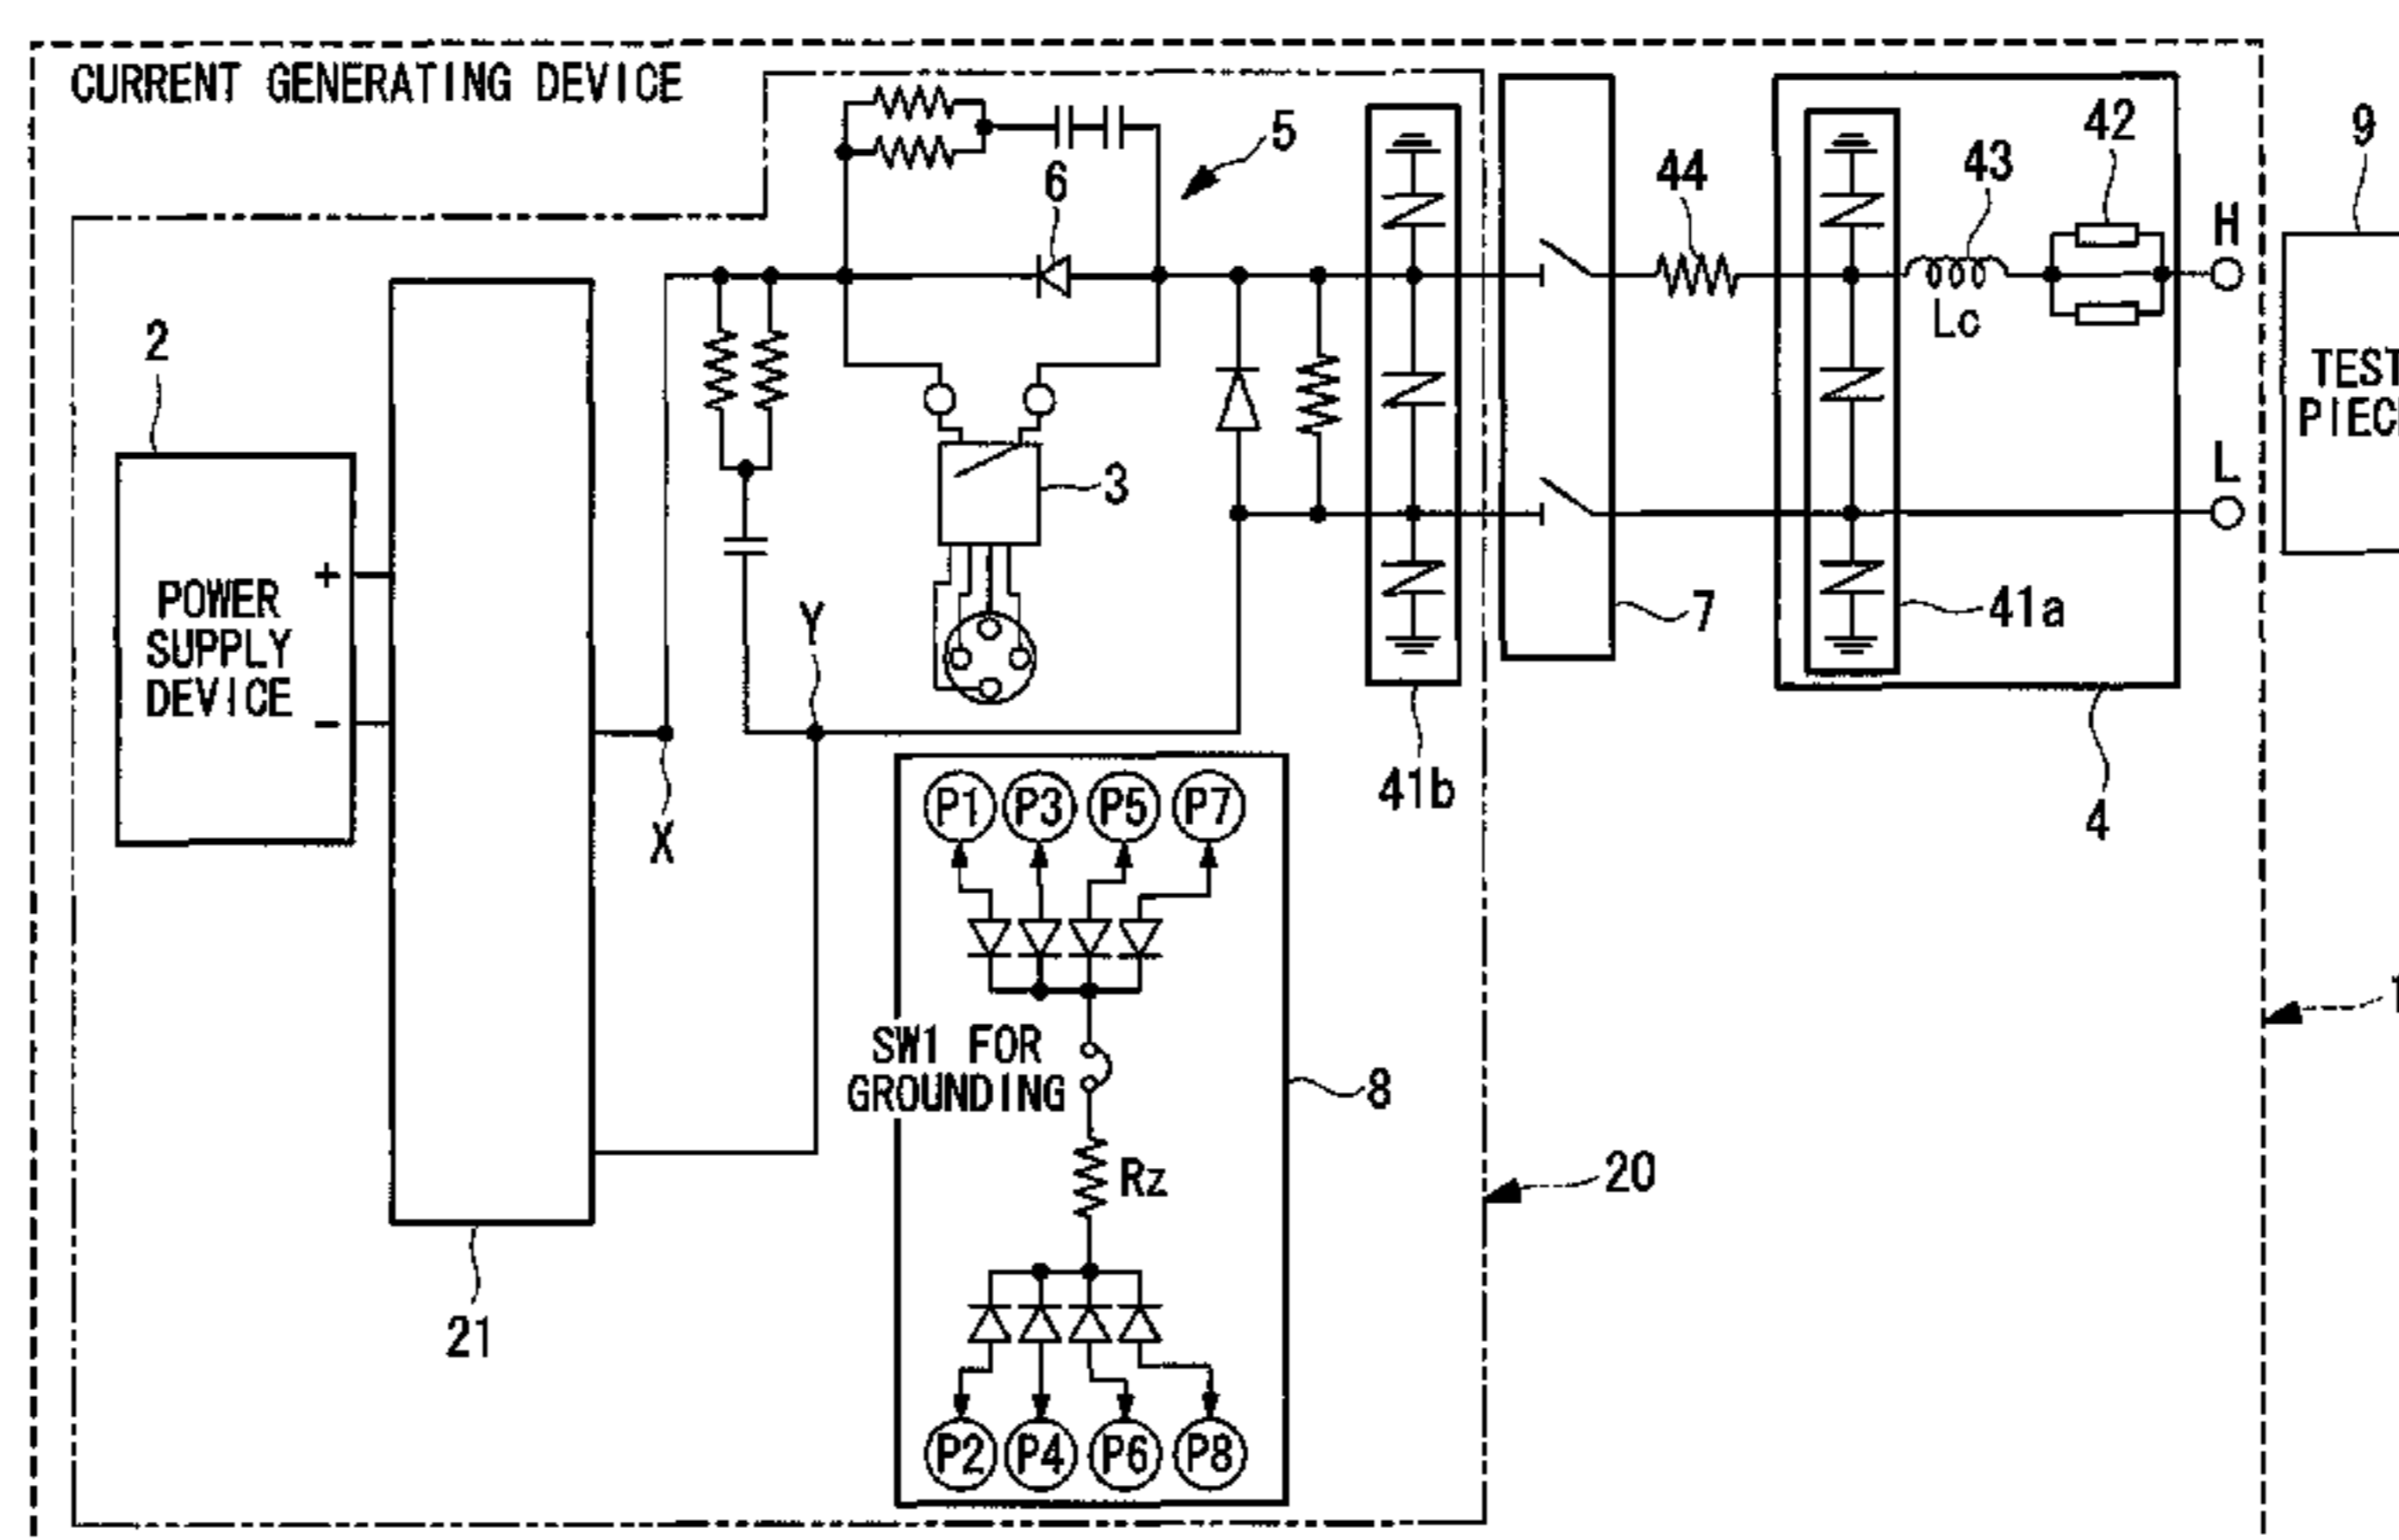 CURRENT GENERATING DEVICE
5
6
44
43
42
H
9
Lc
2
TEST
3
L
+
POWER
SUPPLY
DEVICE
−
Y
7
41a
X
41b
4
P1 P3 P5 P7
SW1 FOR
GROUNDING
8
Rz
20
21
P2 P4 P6 P8